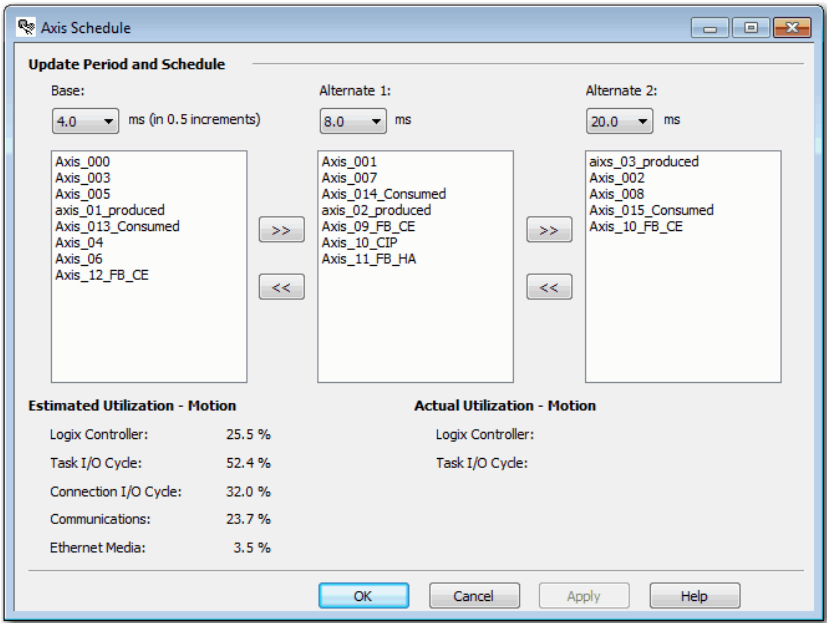 Axis Schedule
Update Period and Schedule
Base:
4.0 ms (in 0.5 increments)
Axis_000
Axis_003
Axis_005
axis_01_produced
Axis_013_Consumed
Axis_04
Axis_06
Axis_12_FB_CE
>>
<<
Alternate 1:
8.0 ms
Axis_001
Axis_007
Axis_014_Consumed
axis_02_produced
Axis_09_FB_CE
Axis_10_CIP
Axis_11_FB_HA
>>
<<
Alternate 2:
20.0 ms
aixs_03_produced
Axis_002
Axis_008
Axis_015_Consumed
Axis_10_FB_CE
Estimated Utilization - Motion
Logix Controller: 25.5 %
Task I/O Cycle: 52.4 %
Connection I/O Cycle: 32.0 %
Communications: 23.7 %
Ethernet Media: 3.5 %
Actual Utilization - Motion
Logix Controller:
Task I/O Cycle:
OK Cancel Apply Help